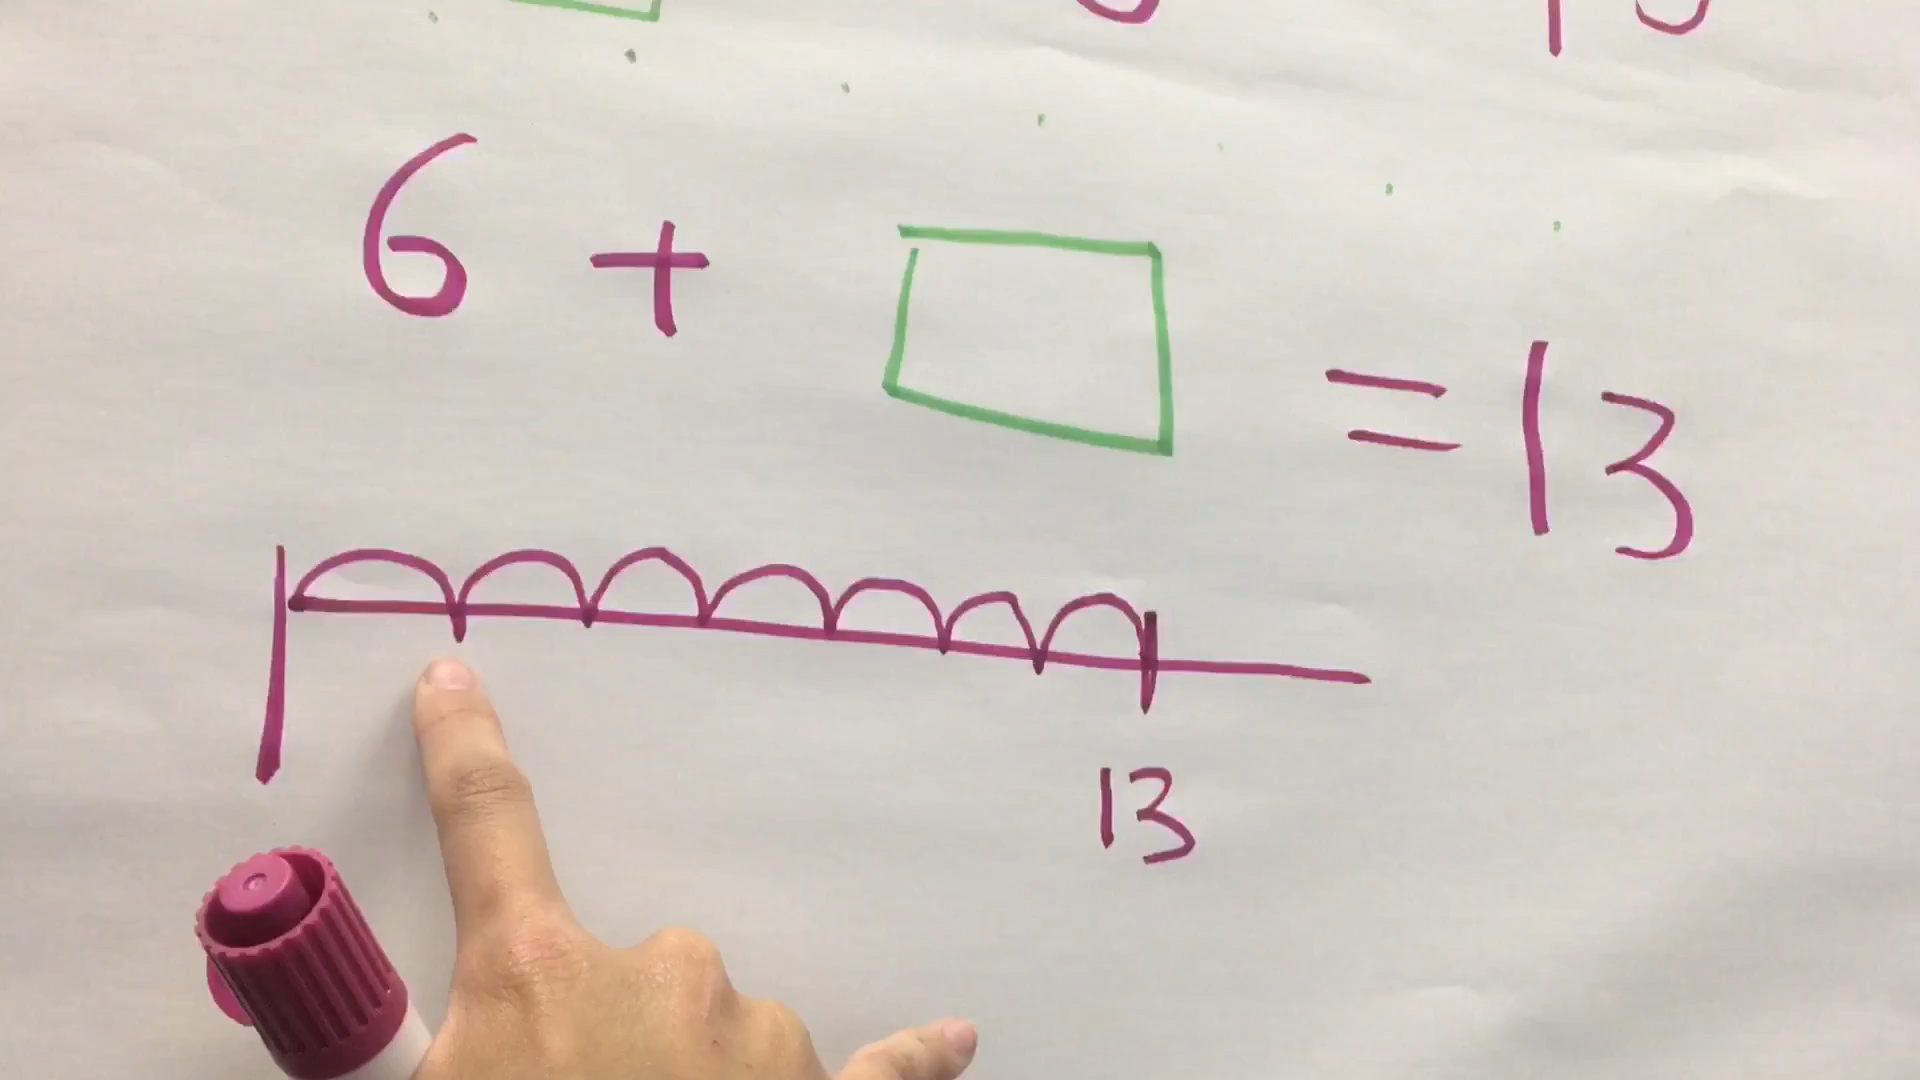 6 + □ = 13
13